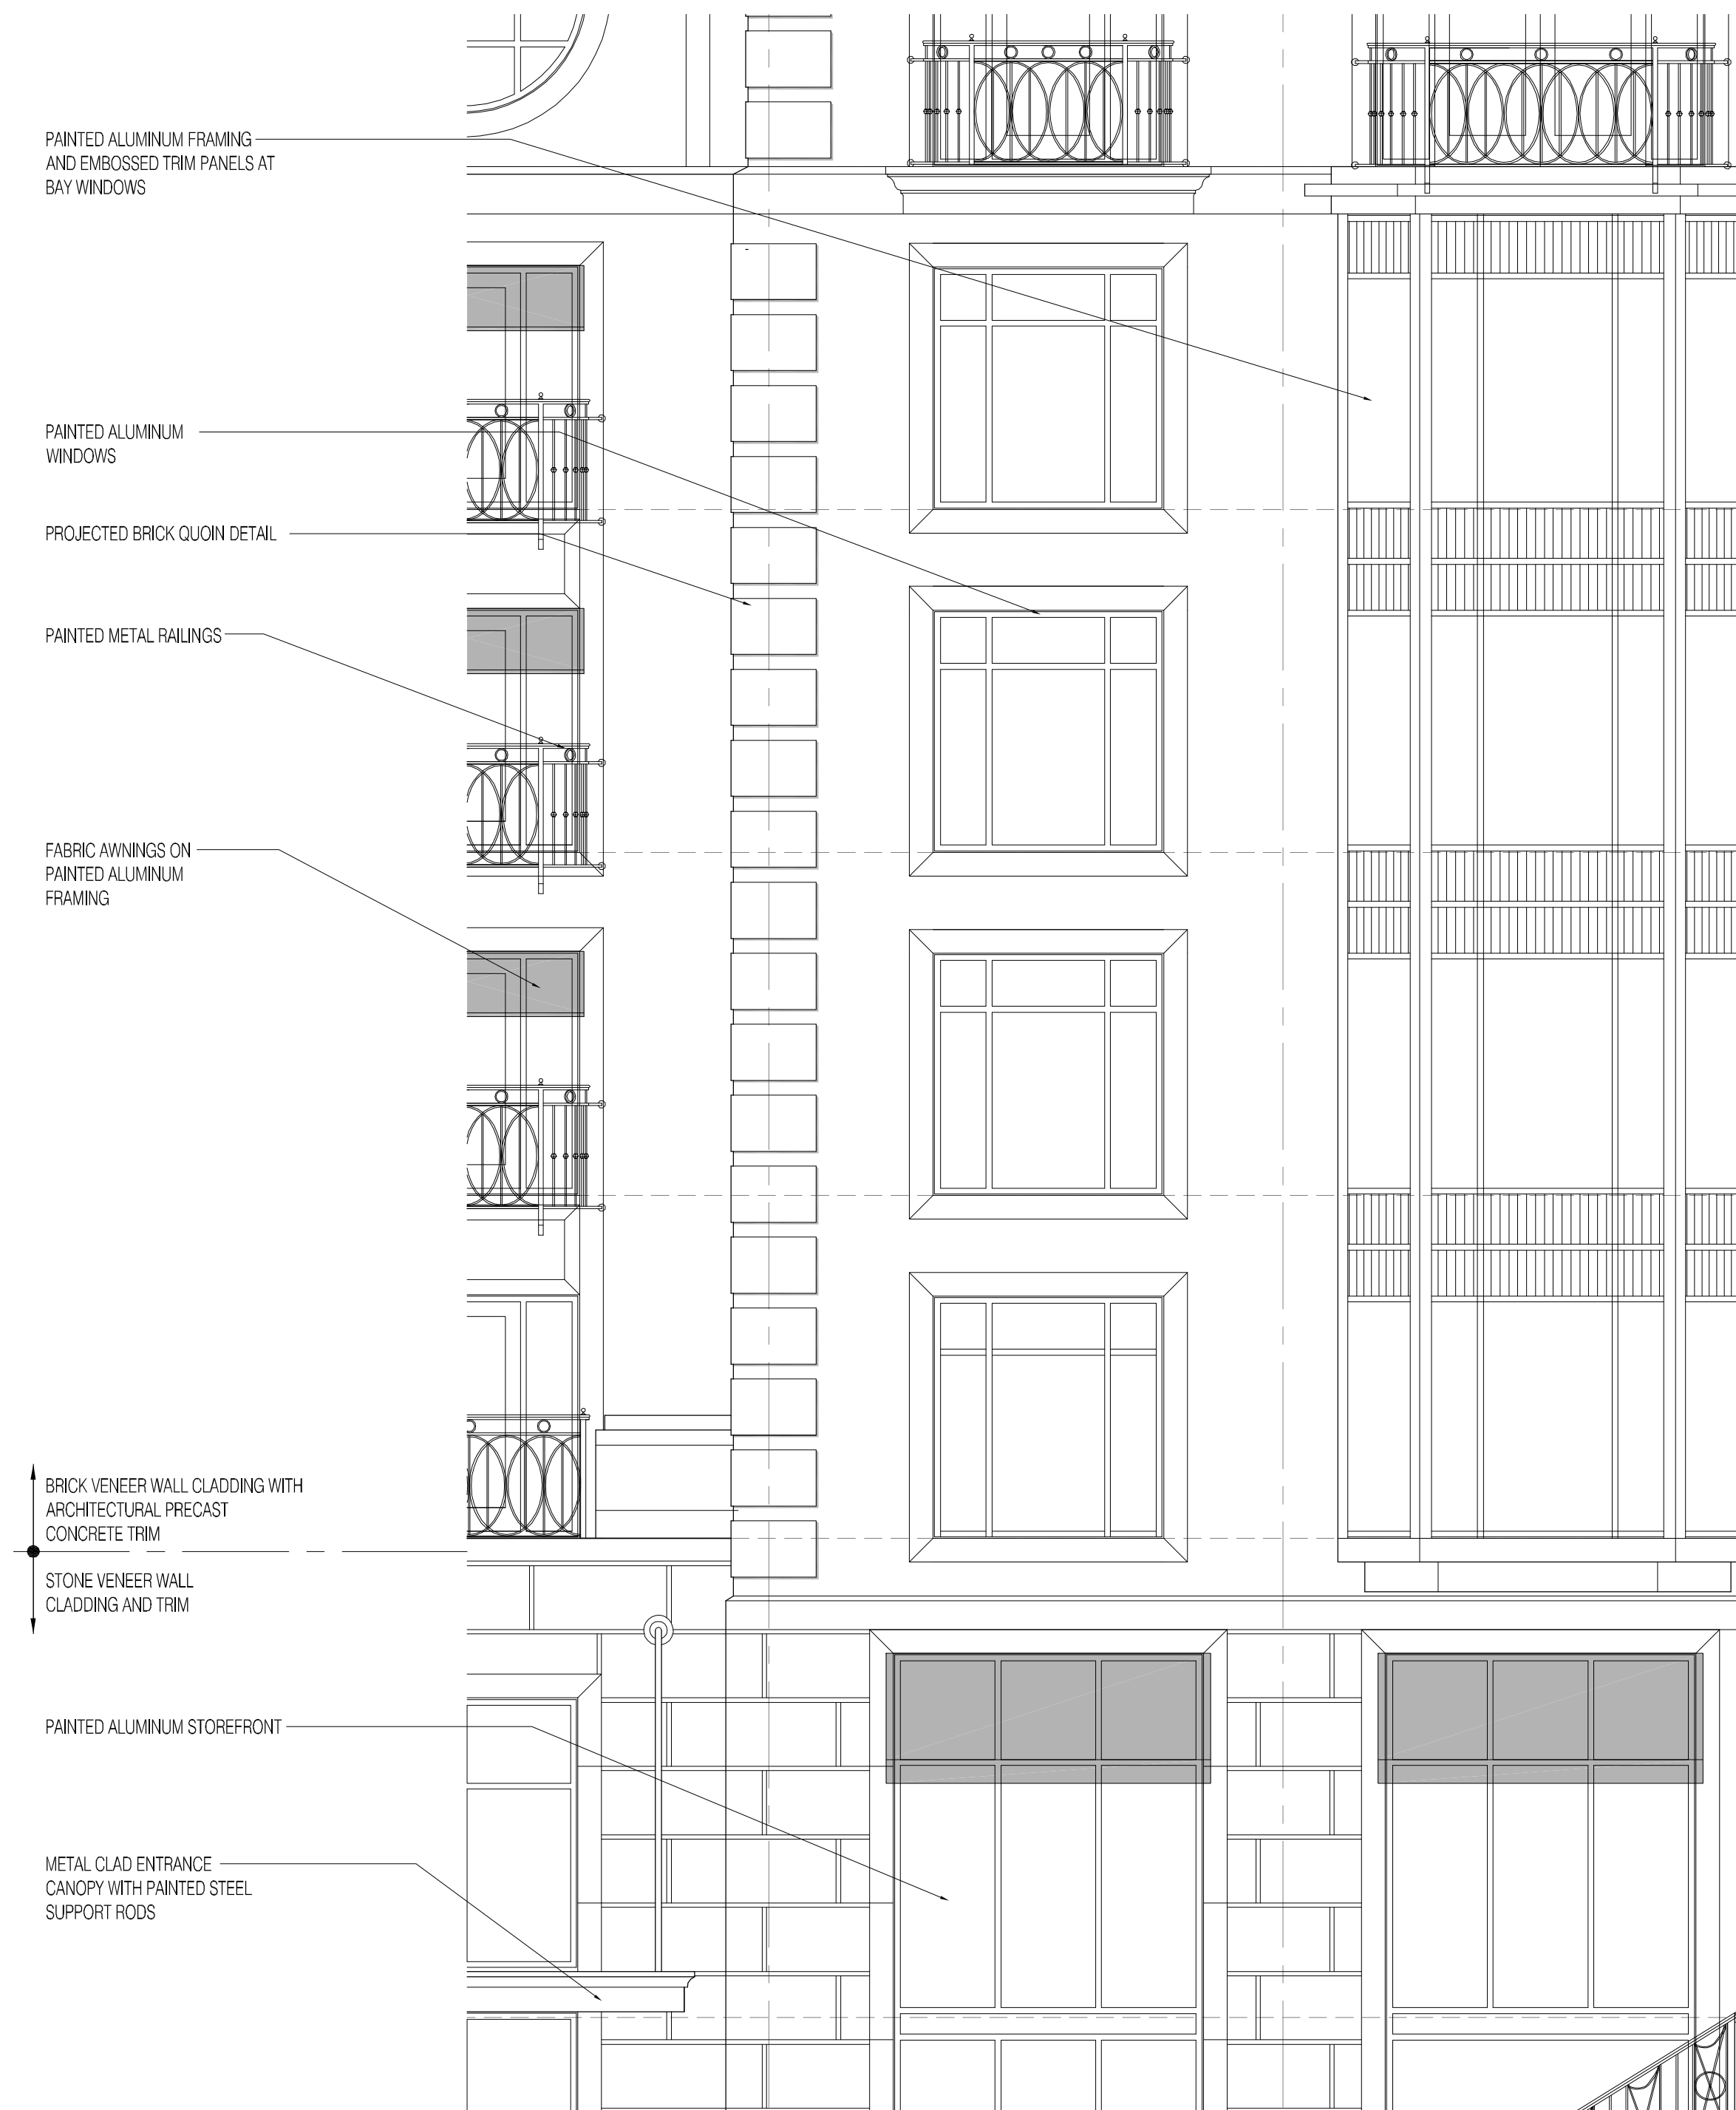 PAINTED ALUMINUM FRAMING
AND EMBOSSED TRIM PANELS AT
BAY WINDOWS
PAINTED ALUMINUM
WINDOWS
PROJECTED BRICK QUOIN DETAIL
PAINTED METAL RAILINGS
FABRIC AWNINGS ON
PAINTED ALUMINUM
FRAMING
BRICK VENEER WALL CLADDING WITH
ARCHITECTURAL PRECAST
CONCRETE TRIM
STONE VENEER WALL
CLADDING AND TRIM
PAINTED ALUMINUM STOREFRONT
METAL CLAD ENTRANCE
CANOPY WITH PAINTED STEEL
SUPPORT RODS